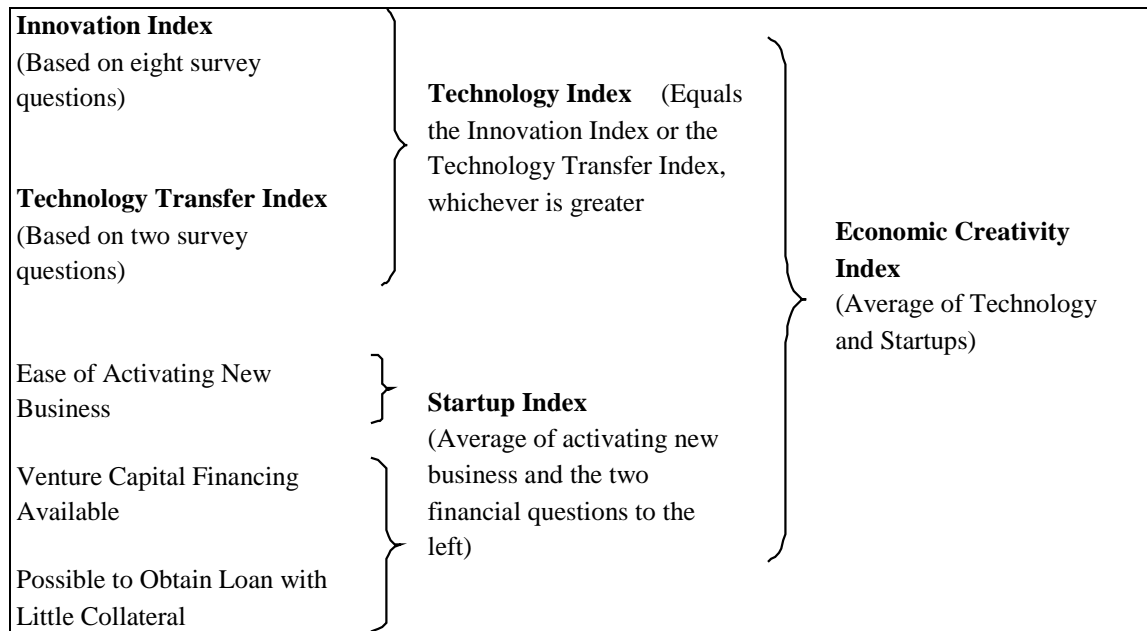 Innovation Index
(Based on eight survey
questions)
Technology Transfer Index
(Based on two survey
questions)
Ease of Activating New
Business
Venture Capital Financing
Available
Possible to Obtain Loan with
Little Collateral
Technology Index (Equals
the Innovation Index or the
Technology Transfer Index,
whichever is greater
Startup Index
(Average of activating new
business and the two
financial questions to the
left)
Economic Creativity
Index
(Average of Technology
and Startups)